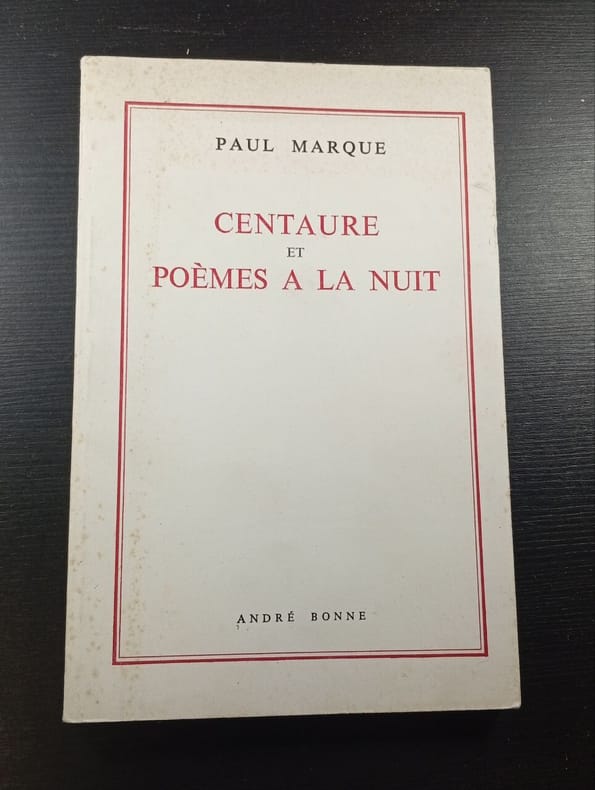 PAUL MARQUE
CENTAURE
ET
POÈMES A LA NUIT
ANDRÉ BONNE